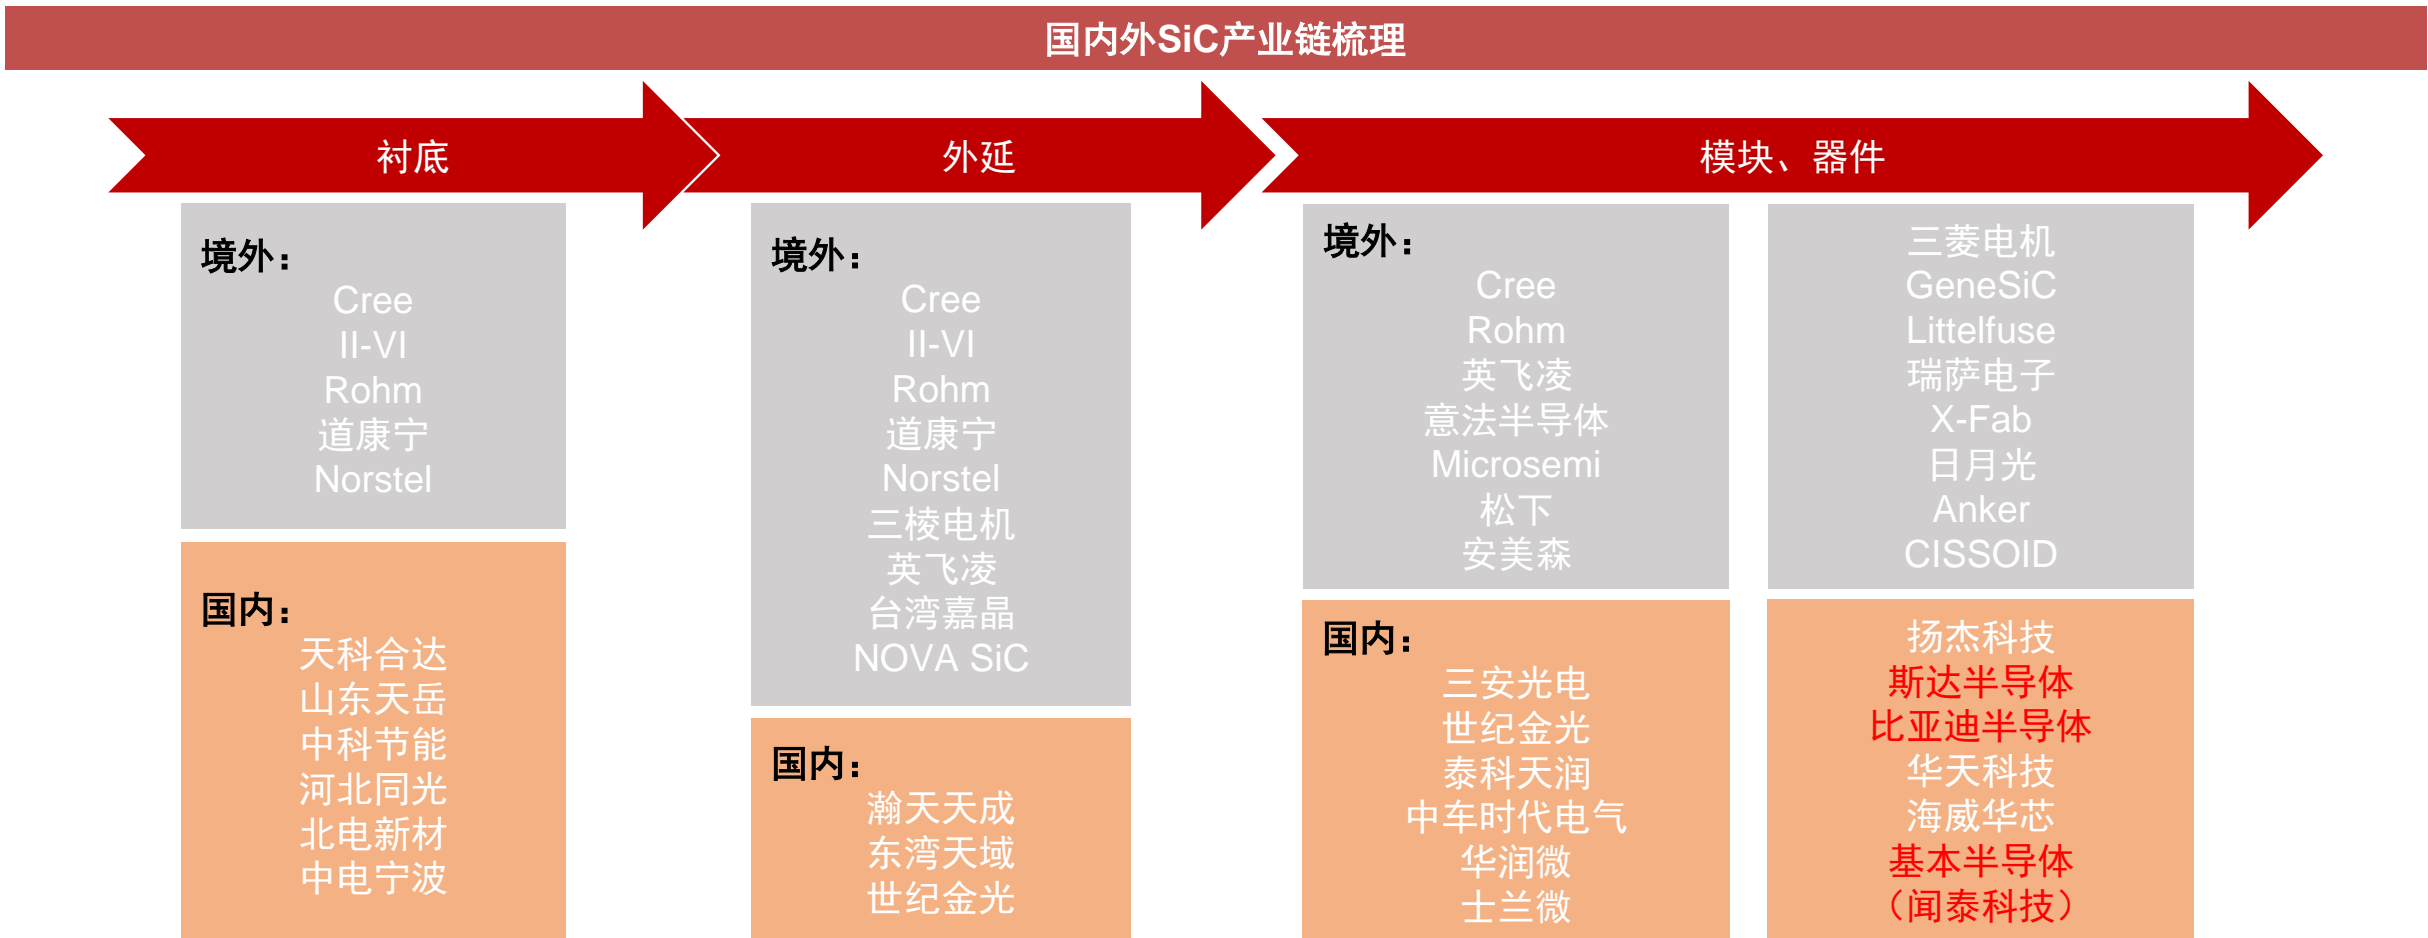 国内外SiC产业链梳理
衬底
外延
模块、器件
境外：
Cree
II-VI
Rohm
道康宁
Norstel
国内：
天科合达
山东天岳
中科节能
河北同光
北电新材
中电宁波
境外：
Cree
II-VI
Rohm
道康宁
Norstel
三棱电机
英飞凌
台湾嘉晶
NOVA SiC
国内：
瀚天天成
东湾天域
世纪金光
境外：
Cree
Rohm
英飞凌
意法半导体
Microsemi
松下
安美森
三菱电机
GeneSiC
Littelfuse
瑞萨电子
X-Fab
日月光
Anker
CISSOID
国内：
三安光电
世纪金光
泰科天润
中车时代电气
华润微
士兰微
扬杰科技
斯达半导体
比亚迪半导体
华天科技
海威华芯
基本半导体
（闻泰科技）